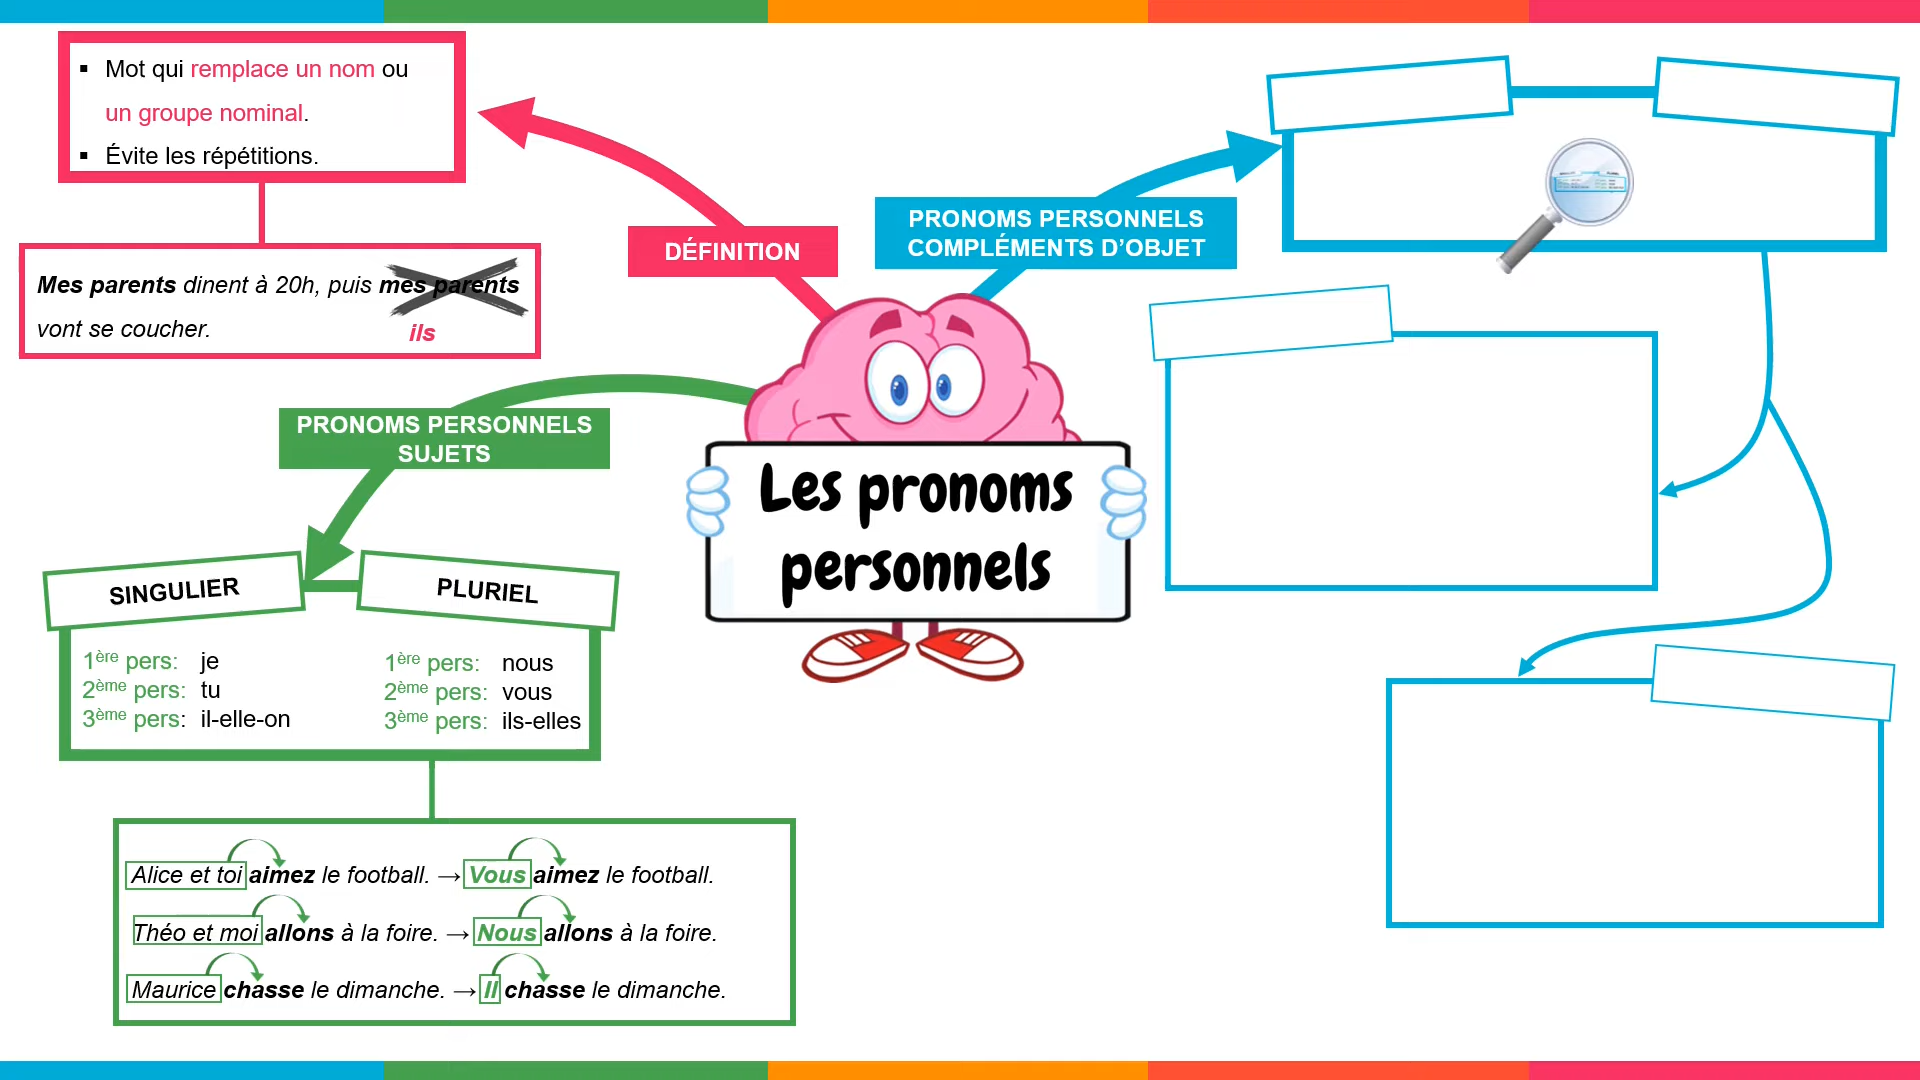 ▪ Mot qui remplace un nom ou
un groupe nominal.
▪ Évite les répétitions.
Mes parents dinent à 20h, puis mes parents
vont se coucher. ils
DÉFINITION
PRONOMS PERSONNELS
COMPLÉMENTS D’OBJET
PRONOMS PERSONNELS
SUJETS
Les pronoms
personnels
SINGULIER
1ère pers: je
2ème pers: tu
3ème pers: il-elle-on
PLURIEL
1ère pers: nous
2ème pers: vous
3ème pers: ils-elles
Alice et toi aimez le football. → Vous aimez le football.
Théo et moi allons à la foire. → Nous allons à la foire.
Maurice chasse le dimanche. → Il chasse le dimanche.